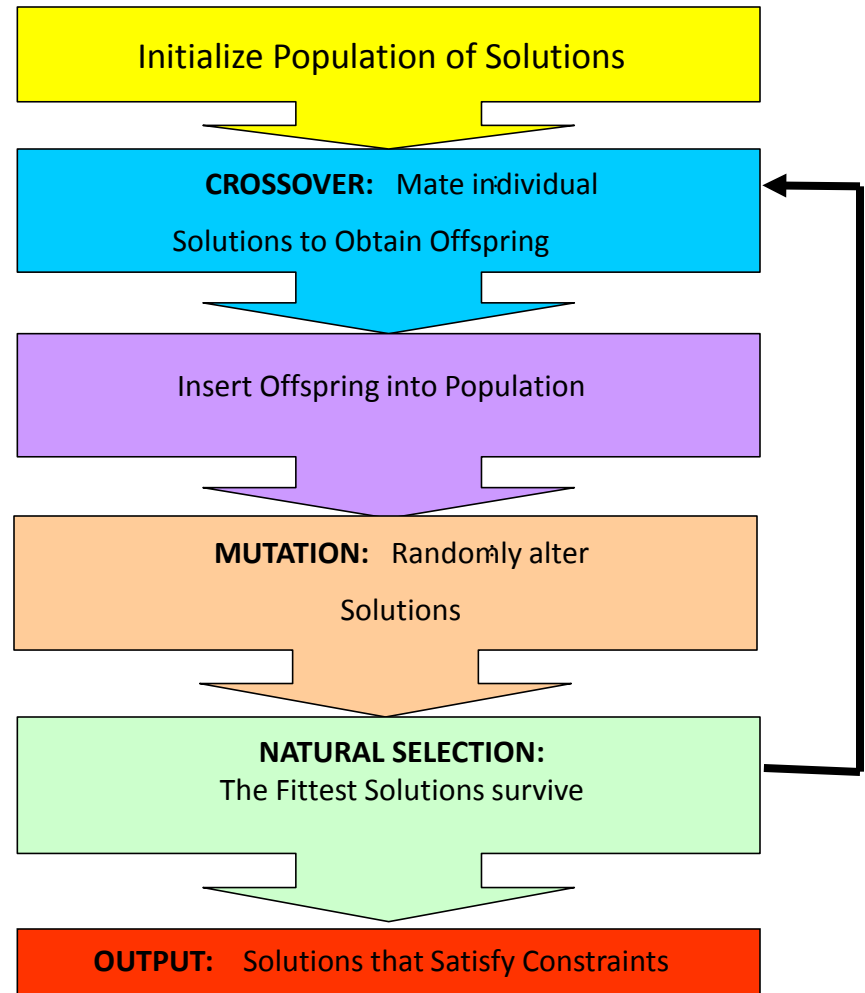 Initialize Population of Solutions
CROSSOVER: Mate individual
Solutions to Obtain Offspring
Insert Offspring into Population
MUTATION: Randomly alter
Solutions
NATURAL SELECTION:
The Fittest Solutions survive
OUTPUT: Solutions that Satisfy Constraints